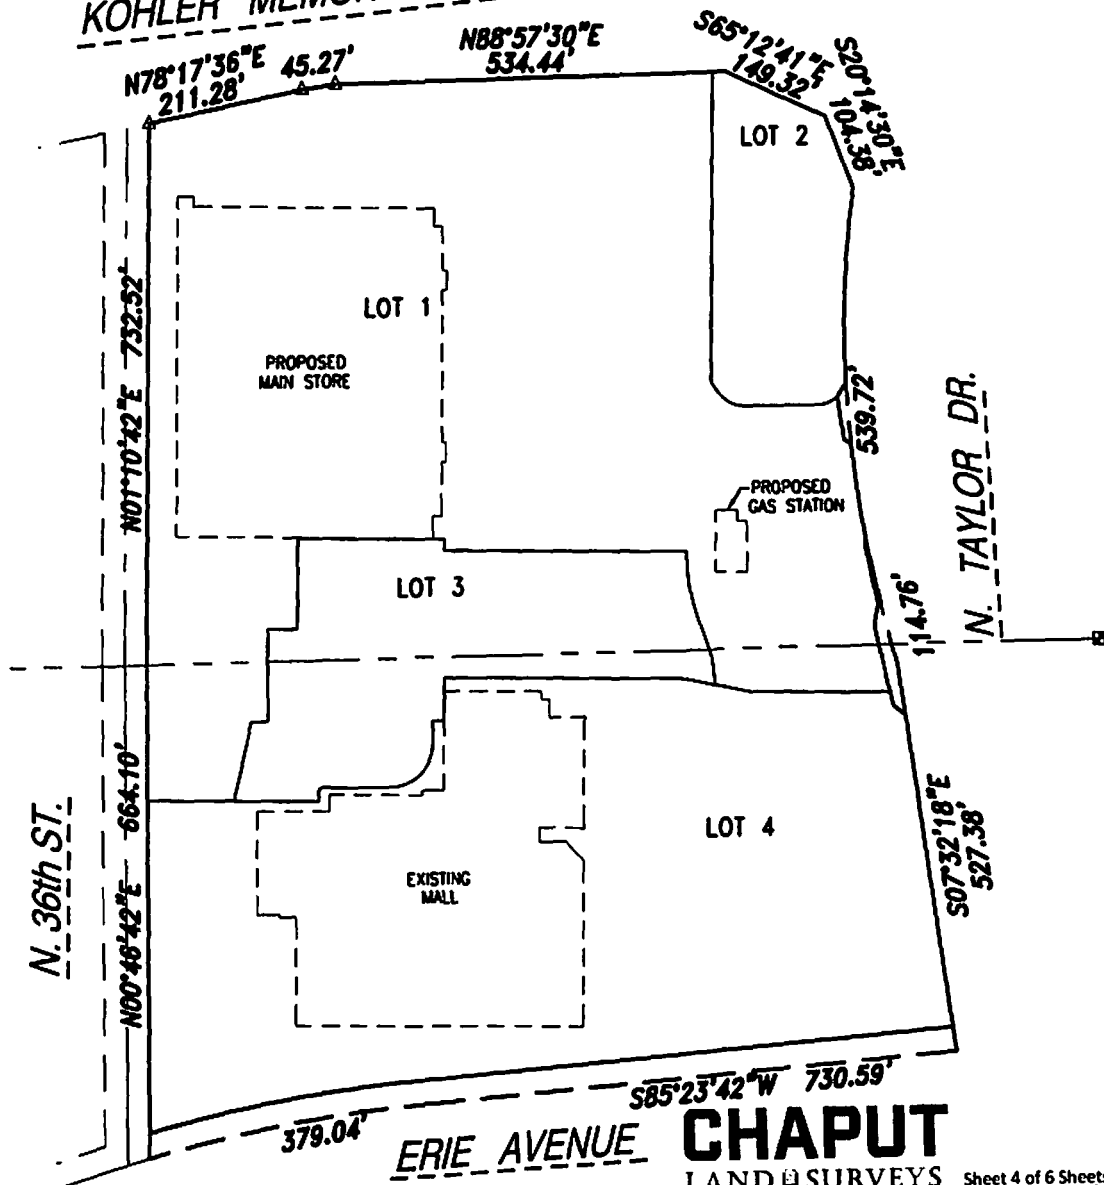 KOHLER
N78°17'36"E
211.28'
45.27'
N88°57'30"E
534.44'
S65°12'41"E
149.32'
S20°14'30"E
104.38'
LOT 2
LOT 1
PROPOSED
MAIN STORE
N01°10'42"E 732.52'
539.72'
N. TAYLOR DR.
PROPOSED
GAS STATION
LOT 3
114.76'
N. 36th ST.
N00°46'42"E 664.10'
LOT 4
EXISTING
MALL
S07°32'18"E
527.38'
S85°23'42"W 730.59'
379.04'
ERIE AVENUE
CHAPUT
LAND SURVEYS
Sheet 4 of 6 Sheets